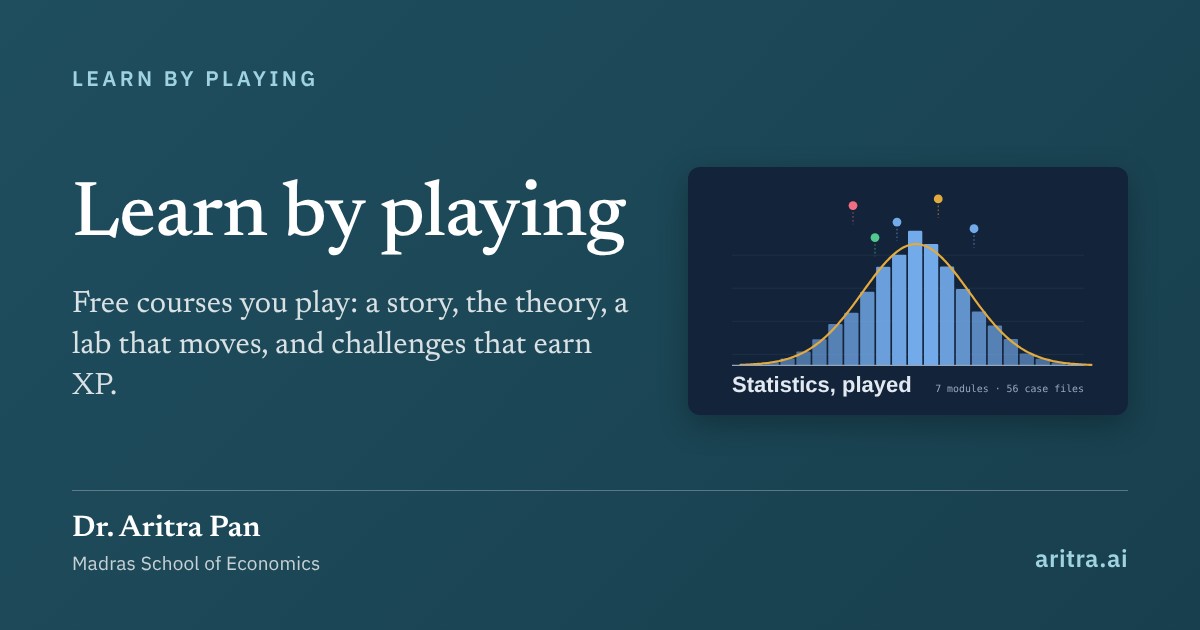 LEARN BY PLAYING
Learn by playing
Free courses you play: a story, the theory, a
lab that moves, and challenges that earn
XP.
Statistics, played
7 modules · 56 case files
Dr. Aritra Pan
Madras School of Economics
aritra.ai